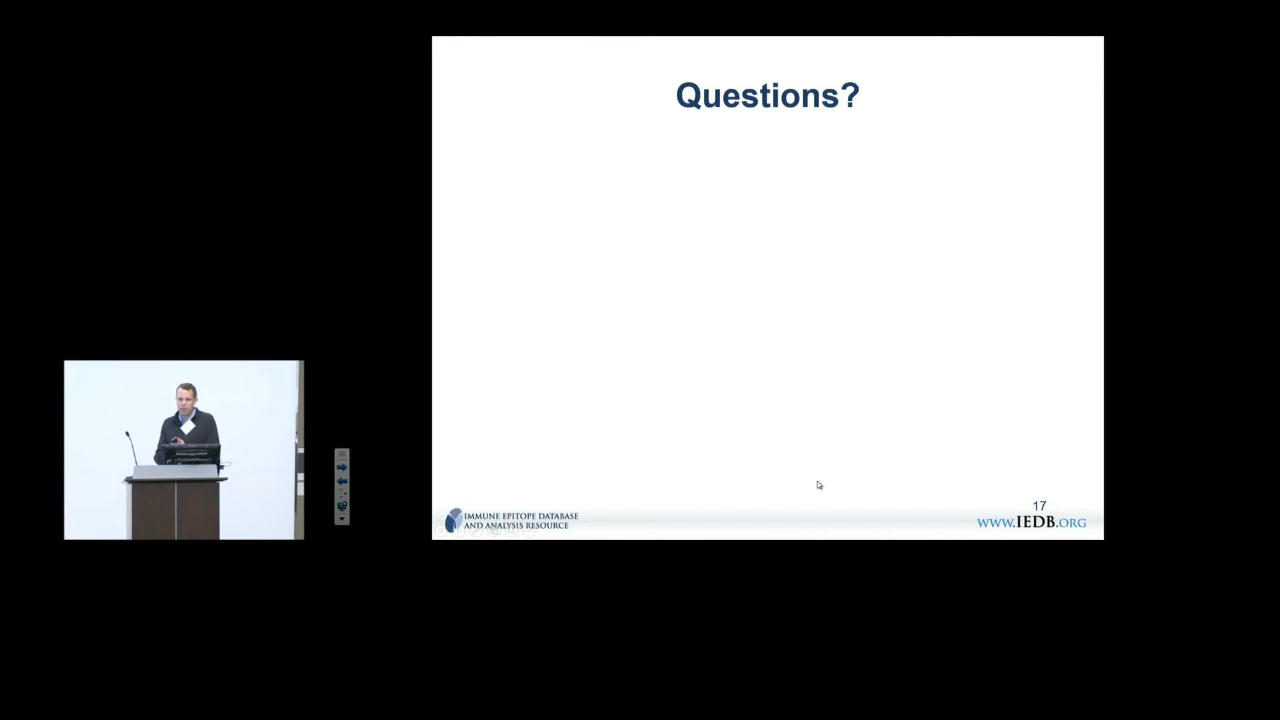 Questions?
IMMUNE EPITOPE DATABASE
AND ANALYSIS RESOURCE
17
WWW.IEDB.ORG